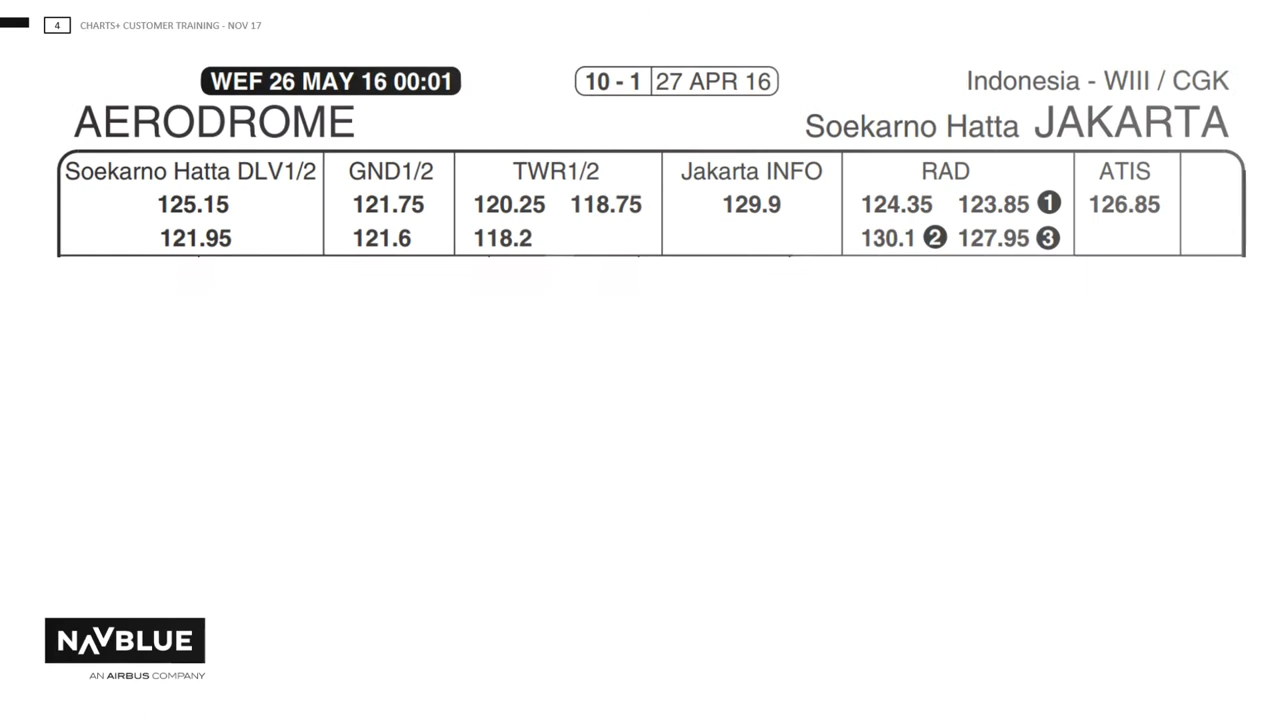 4 CHARTS+ CUSTOMER TRAINING - NOV 17
WEF 26 MAY 16 00:01 10 - 1 27 APR 16 Indonesia - WIII / CGK
AERODROME Soekarno Hatta JAKARTA
Soekarno Hatta DLV1/2 GND1/2 TWR1/2 Jakarta INFO RAD ATIS
125.15 121.75 120.25 118.75 129.9 124.35 123.85 1 126.85
121.95 121.6 118.2 130.1 2 127.95 3
NAVBLUE
AN AIRBUS COMPANY